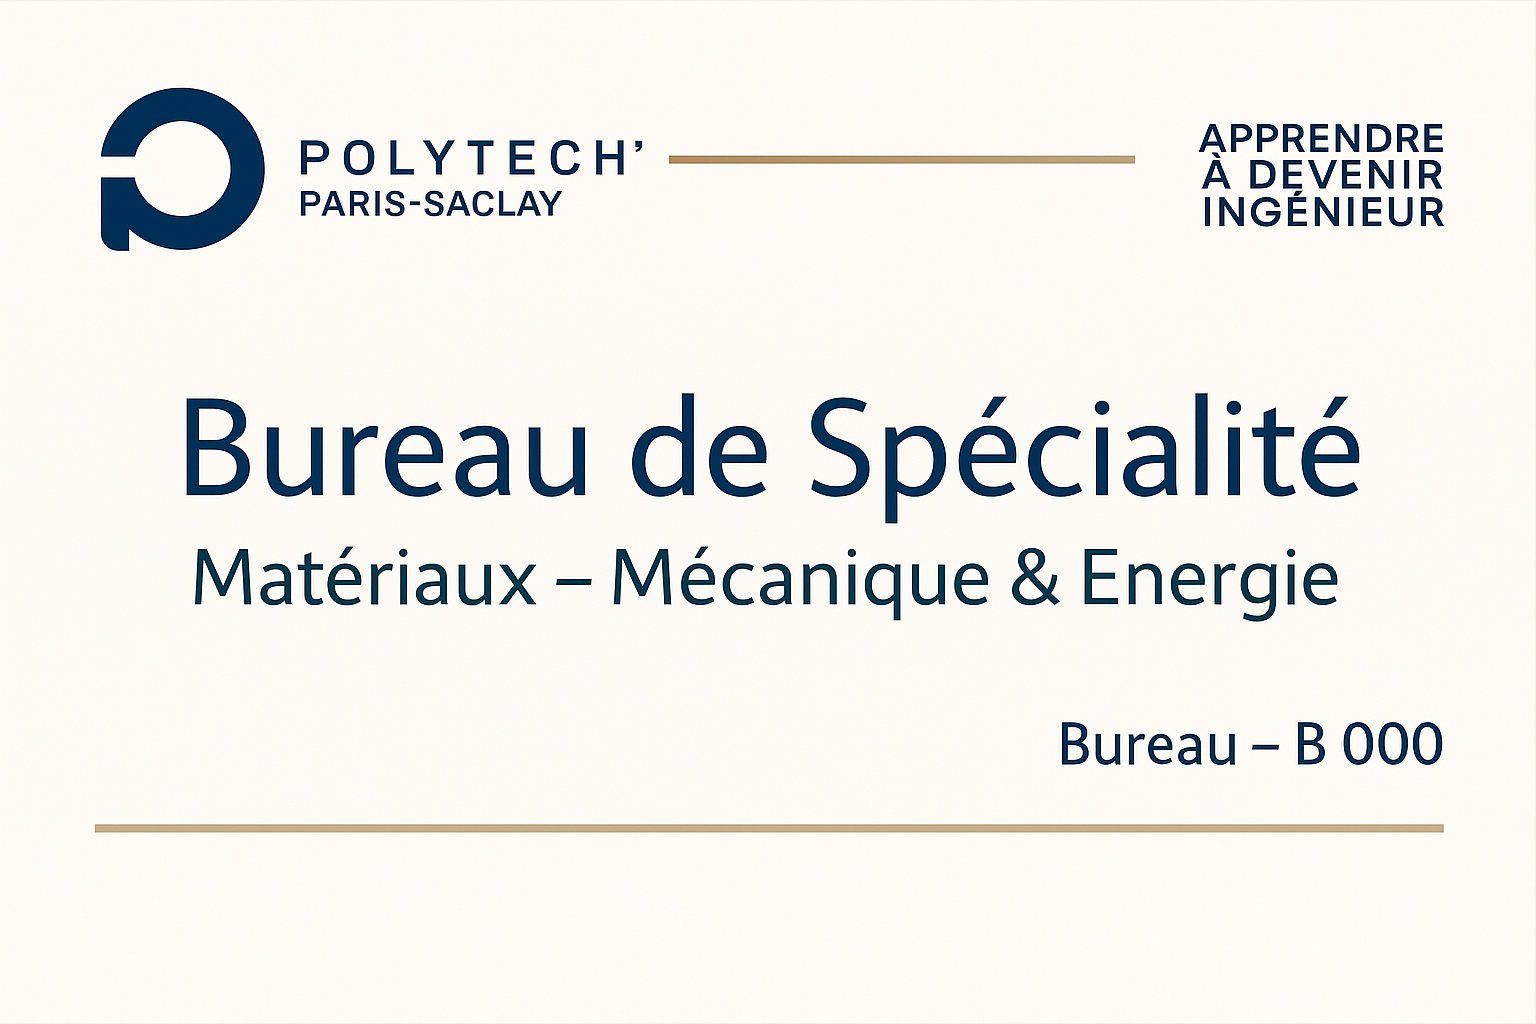 POLYTECH’
PARIS-SACLAY
APPRENDRE
À DEVENIR
INGÉNIEUR
Bureau de Spécialité
Matériaux – Mécanique & Energie
Bureau – B 000